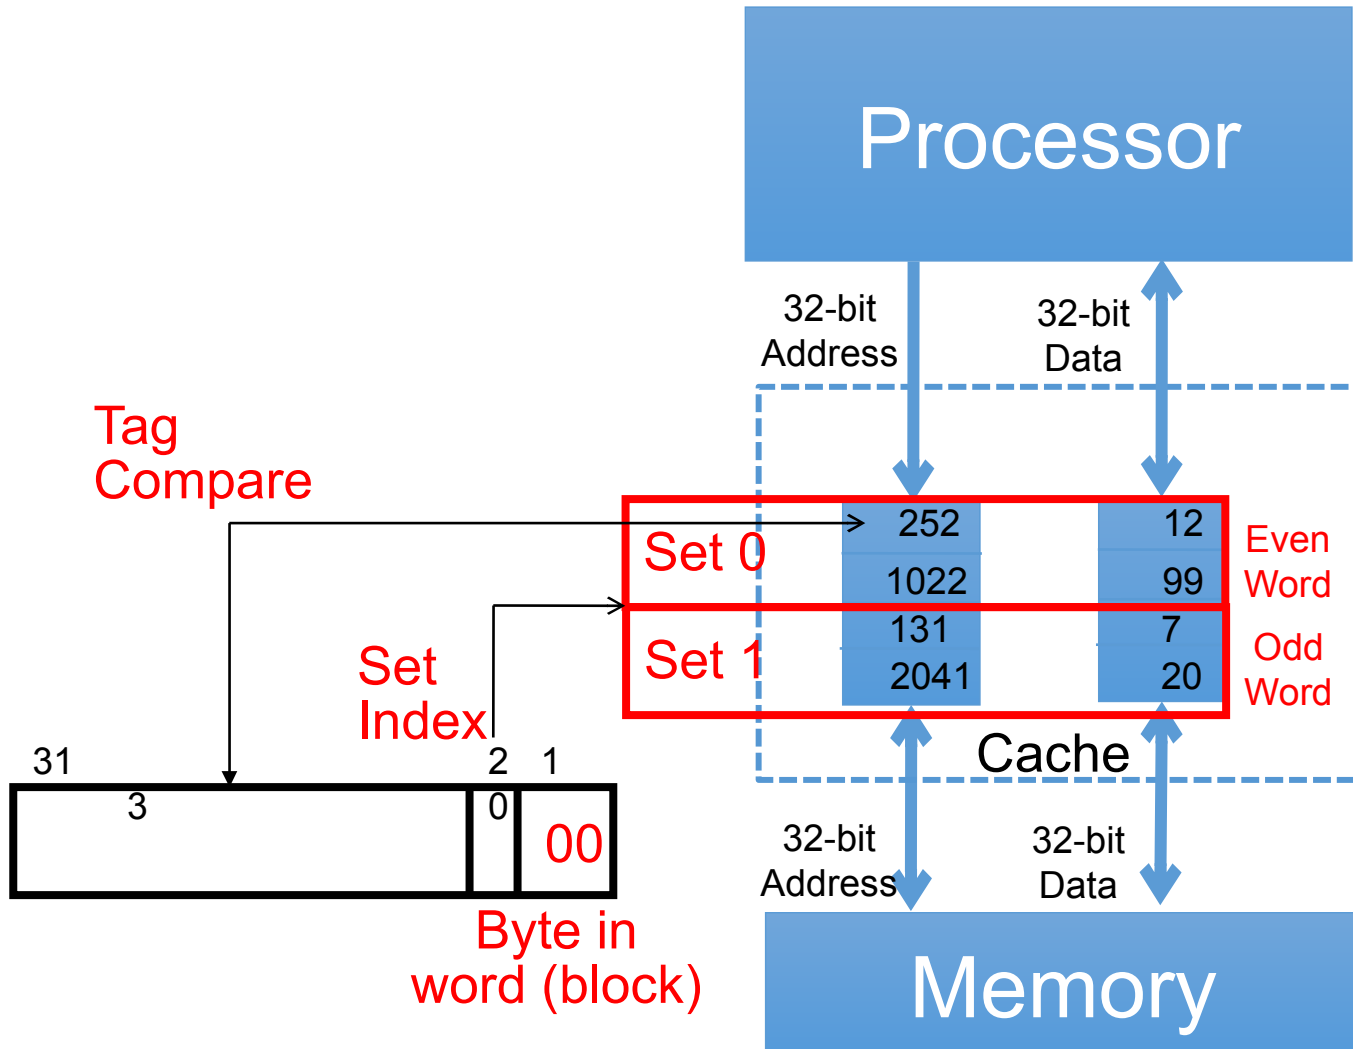 Processor
32-bit
Address
32-bit
Data
Tag
Compare
Set 0
252
12
1022
99
Even
Word
Set 1
131
7
2041
20
Odd
Word
Set
Index
Cache
31
2
1
3
0
00
Byte in
word (block)
32-bit
Address
32-bit
Data
Memory